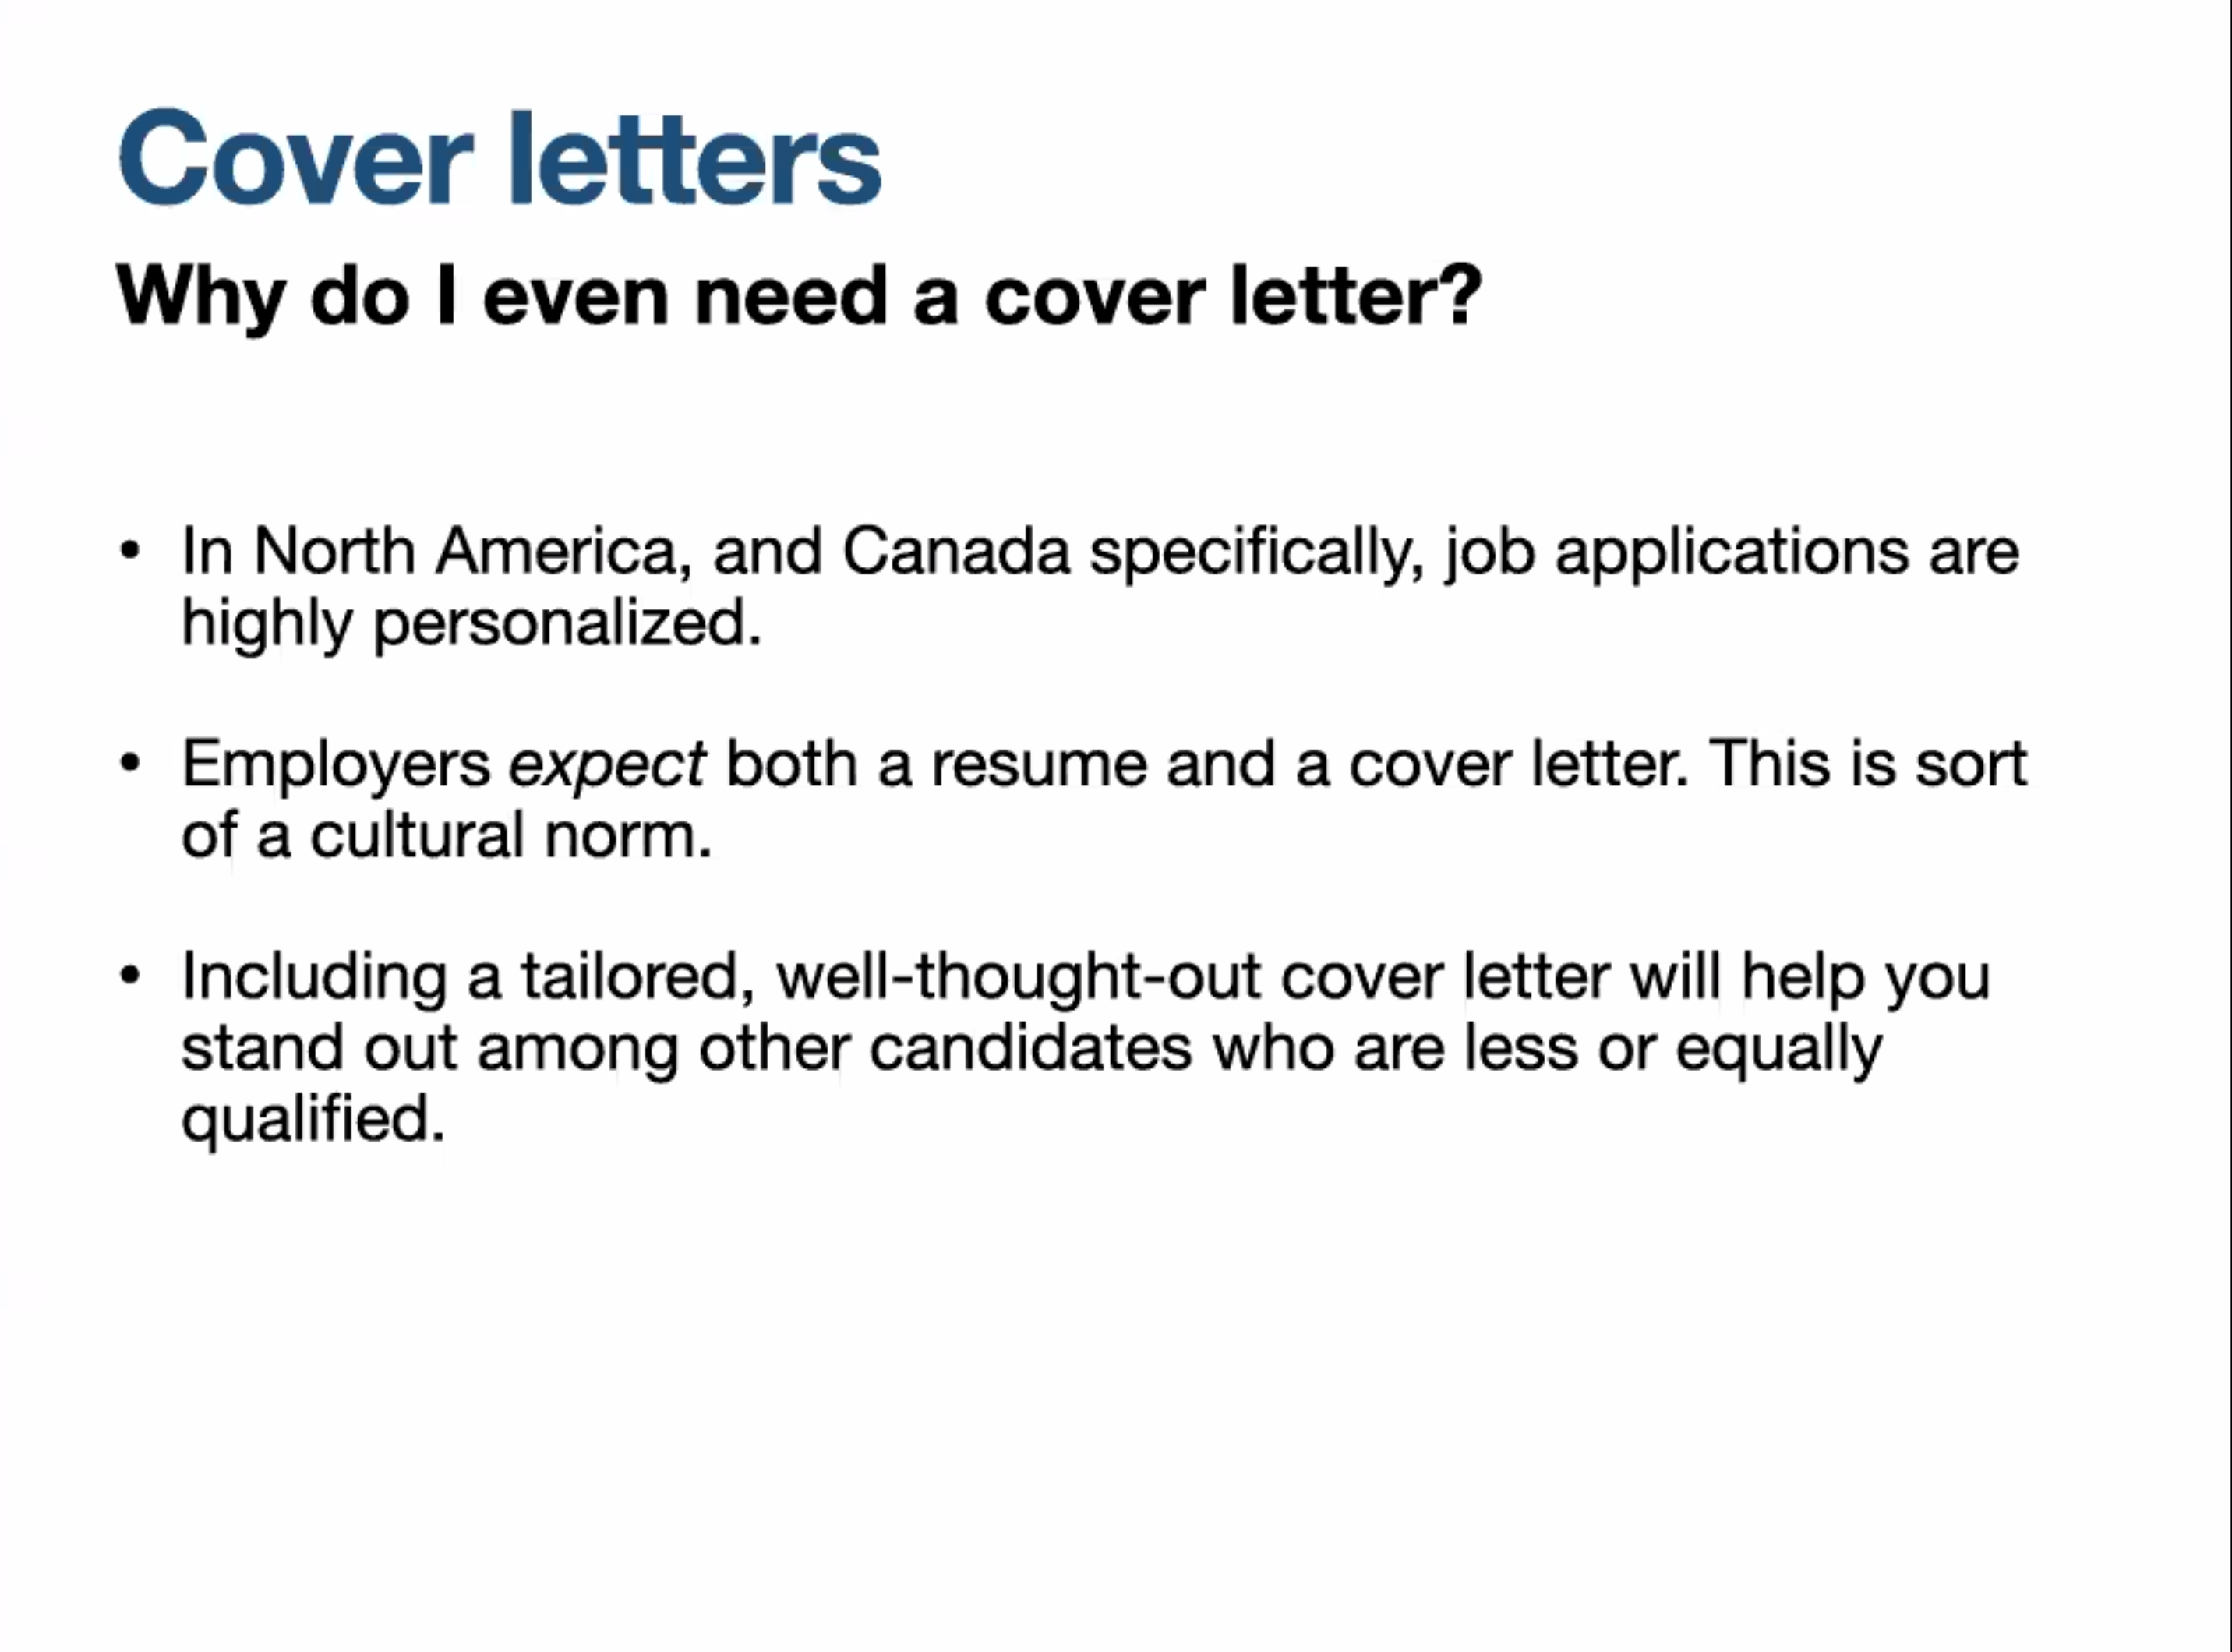 Cover letters
Why do I even need a cover letter?
• In North America, and Canada specifically, job applications are
highly personalized.
• Employers expect both a resume and a cover letter. This is sort
of a cultural norm.
• Including a tailored, well-thought-out cover letter will help you
stand out among other candidates who are less or equally
qualified.